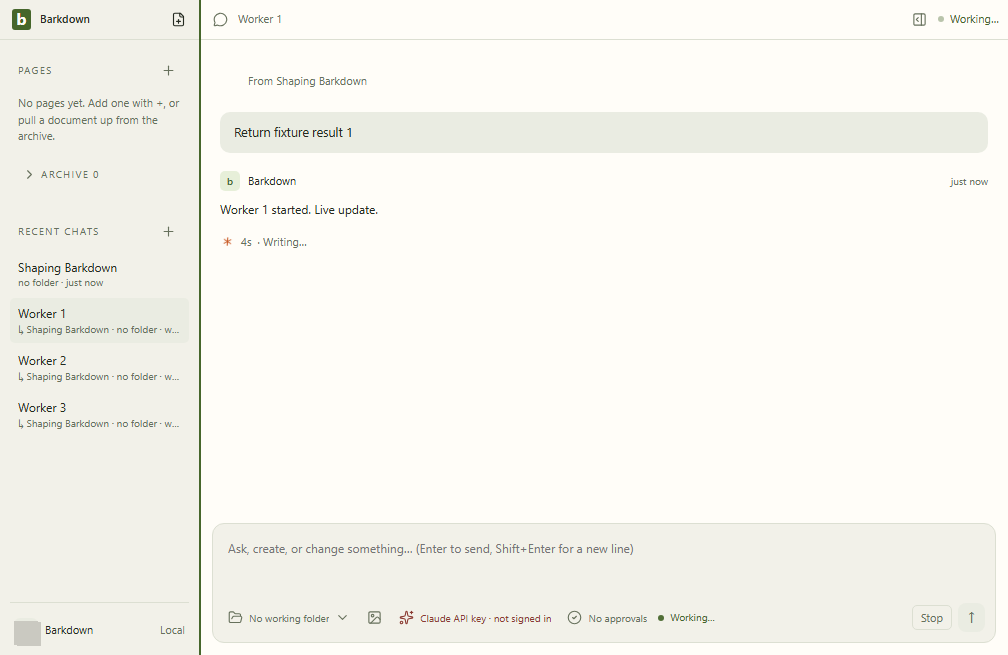 b Barkdown
PAGES
No pages yet. Add one with +, or
pull a document up from the
archive.
ARCHIVE 0
RECENT CHATS
Shaping Barkdown
no folder · just now
Worker 1
↳ Shaping Barkdown · no folder · w...
Worker 2
↳ Shaping Barkdown · no folder · w...
Worker 3
↳ Shaping Barkdown · no folder · w...
Barkdown Local
Worker 1 Working...
From Shaping Barkdown
Return fixture result 1
b Barkdown just now
Worker 1 started. Live update.
4s · Writing...
Ask, create, or change something... (Enter to send, Shift+Enter for a new line)
No working folder Claude API key · not signed in No approvals Working... Stop